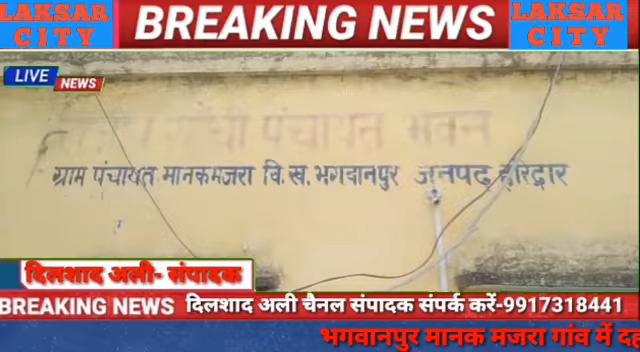 LAKSAR CITY
BREAKING NEWS
LAKSAR CITY
LIVE NEWS
गांधी पंचायत भवन
ग्राम पंचायत मानकमजरा वि.ख. भगवानपुर जनपद हरिद्वार
दिलशाद अली- संपादक
BREAKING NEWS दिलशाद अली चैनल संपादक संपर्क करें-9917318441
भगवानपुर मानक मजरा गांव में